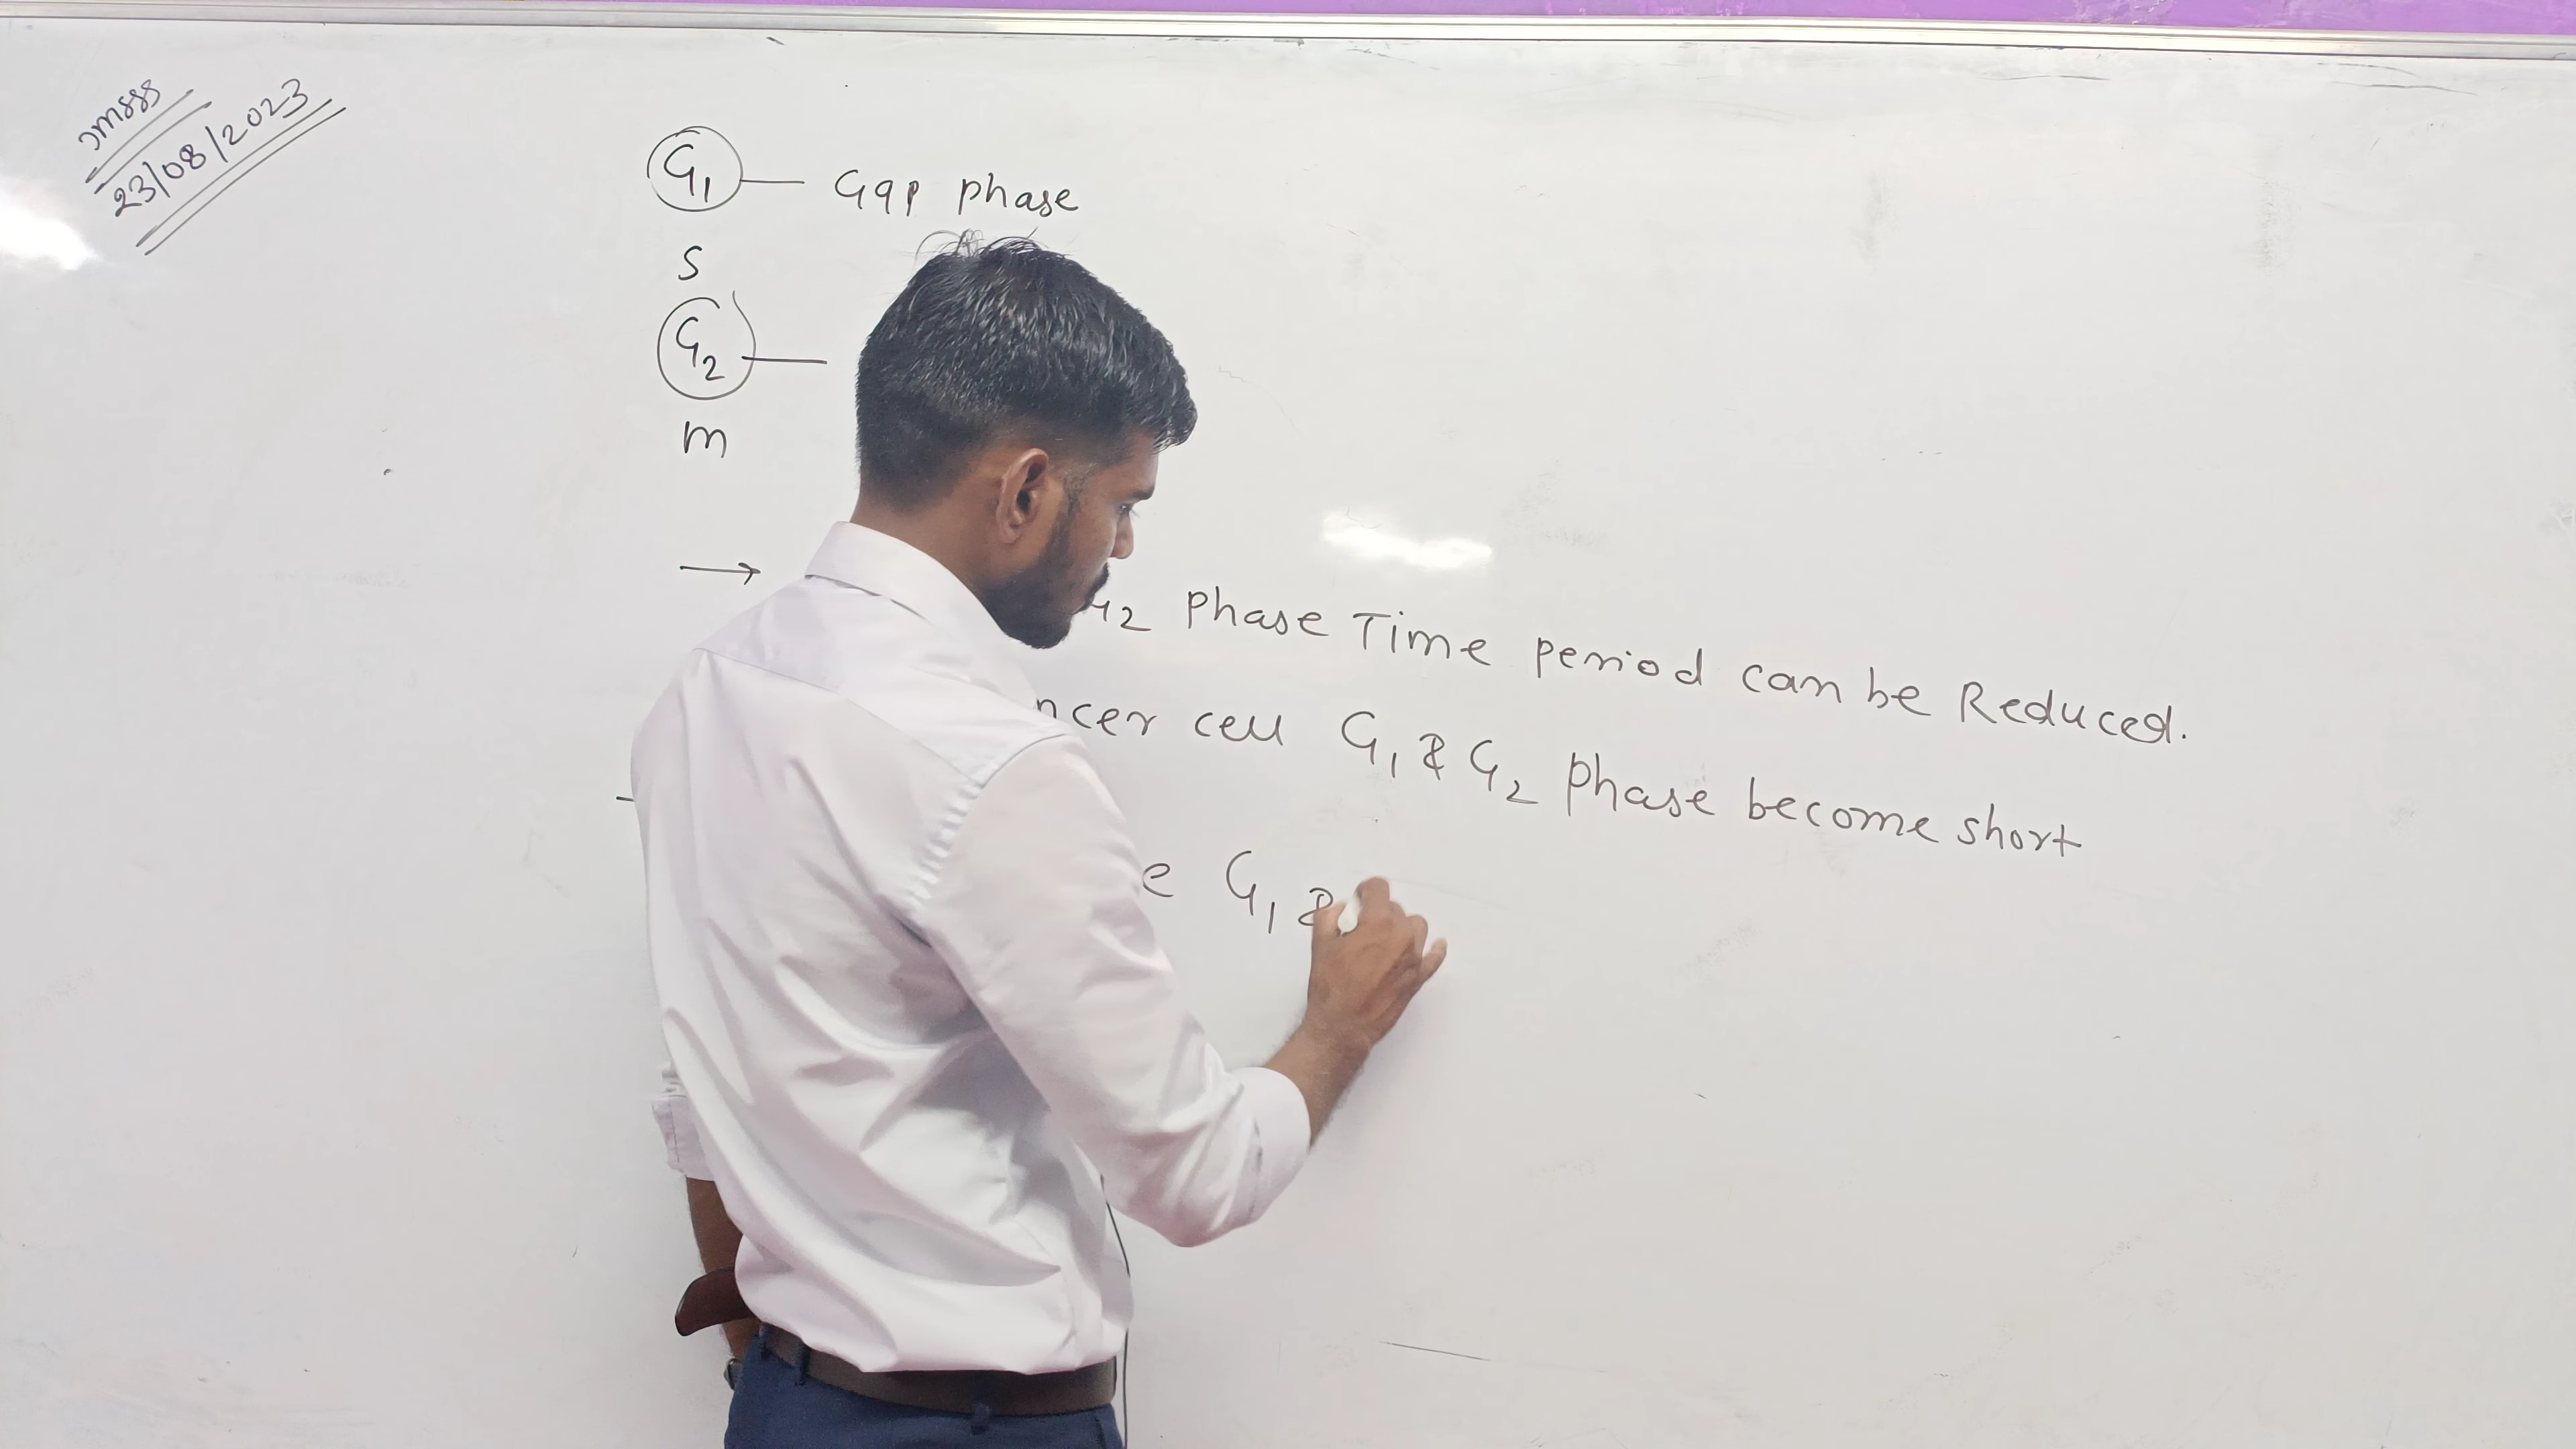 JMSSS
23/08/2023
G1 — Gap phase
S
G2 —
m
→
G2 Phase Time period can be Reduced.
ncer cell G1 & G2 phase become short
e G1 &